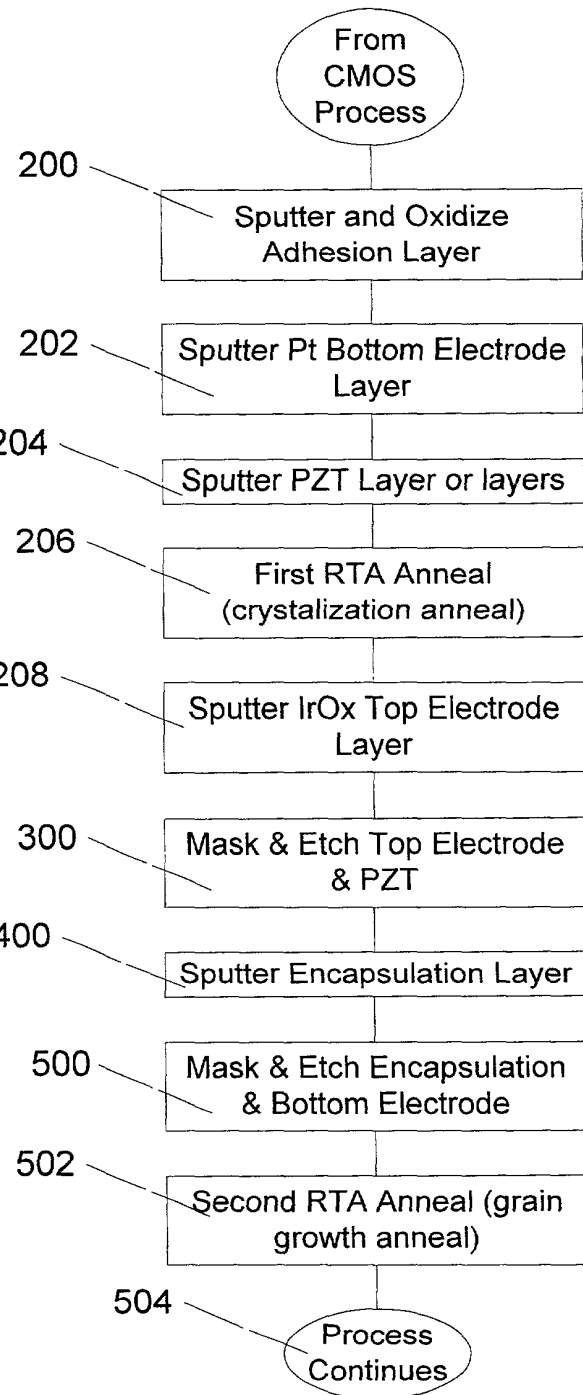 From
CMOS
Process
200
Sputter and Oxidize
Adhesion Layer
202
Sputter Pt Bottom Electrode
Layer
204
Sputter PZT Layer or layers
206
First RTA Anneal
(crystalization anneal)
208
Sputter IrOx Top Electrode
Layer
300
Mask & Etch Top Electrode
& PZT
400
Sputter Encapsulation Layer
500
Mask & Etch Encapsulation
& Bottom Electrode
502
Second RTA Anneal (grain
growth anneal)
504
Process
Continues